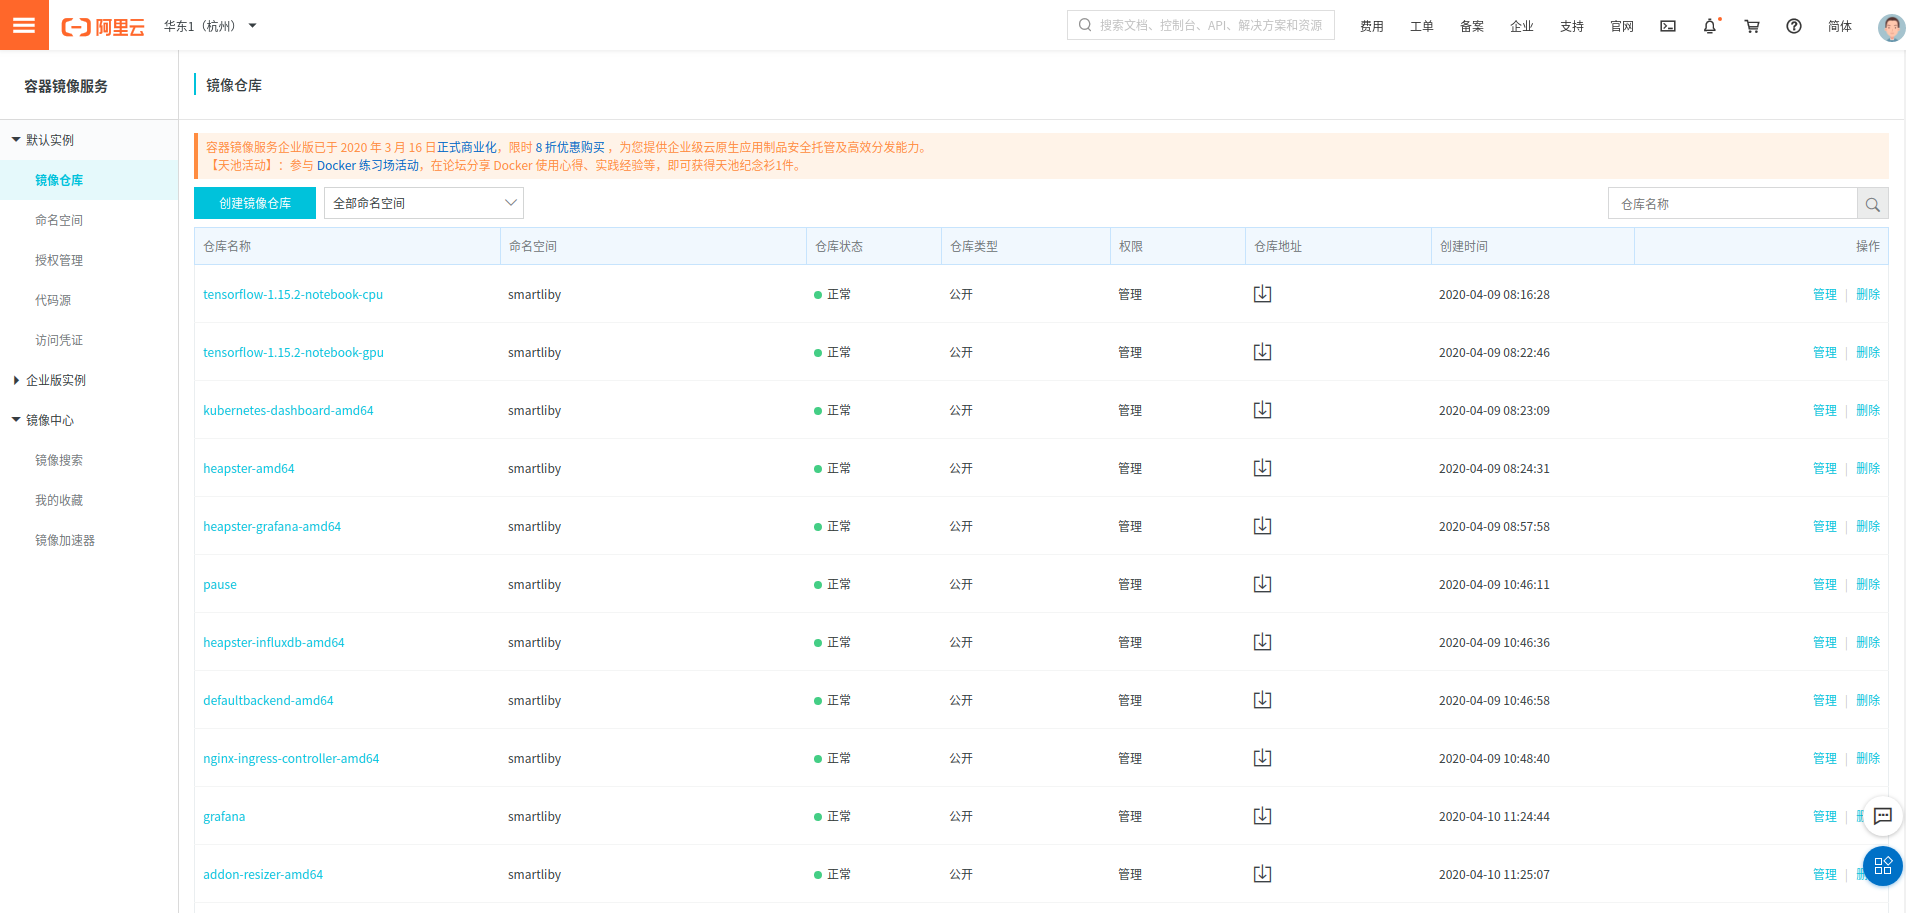 阿里云
华东1（杭州）
搜索文档、控制台、API、解决方案和资源
费用 工单 备案 企业 支持 官网 简体
容器镜像服务
镜像仓库
默认实例
镜像仓库
命名空间
授权管理
代码源
访问凭证
企业版实例
镜像中心
镜像搜索
我的收藏
镜像加速器
容器镜像服务企业版已于 2020 年 3 月 16 日正式商业化，限时 8 折优惠购买 ，为您提供企业级云原生应用制品安全托管及高效分发能力。
【天池活动】：参与 Docker 练习场活动，在论坛分享 Docker 使用心得、实践经验等，即可获得天池纪念衫1件。
创建镜像仓库 全部命名空间 仓库名称
仓库名称 命名空间 仓库状态 仓库类型 权限 仓库地址 创建时间 操作
tensorflow-1.15.2-notebook-cpu smartliby 正常 公开 管理 2020-04-09 08:16:28 管理 | 删除
tensorflow-1.15.2-notebook-gpu smartliby 正常 公开 管理 2020-04-09 08:22:46 管理 | 删除
kubernetes-dashboard-amd64 smartliby 正常 公开 管理 2020-04-09 08:23:09 管理 | 删除
heapster-amd64 smartliby 正常 公开 管理 2020-04-09 08:24:31 管理 | 删除
heapster-grafana-amd64 smartliby 正常 公开 管理 2020-04-09 08:57:58 管理 | 删除
pause smartliby 正常 公开 管理 2020-04-09 10:46:11 管理 | 删除
heapster-influxdb-amd64 smartliby 正常 公开 管理 2020-04-09 10:46:36 管理 | 删除
defaultbackend-amd64 smartliby 正常 公开 管理 2020-04-09 10:46:58 管理 | 删除
nginx-ingress-controller-amd64 smartliby 正常 公开 管理 2020-04-09 10:48:40 管理 | 删除
grafana smartliby 正常 公开 管理 2020-04-10 11:24:44 管理 |
addon-resizer-amd64 smartliby 正常 公开 管理 2020-04-10 11:25:07 管理 |